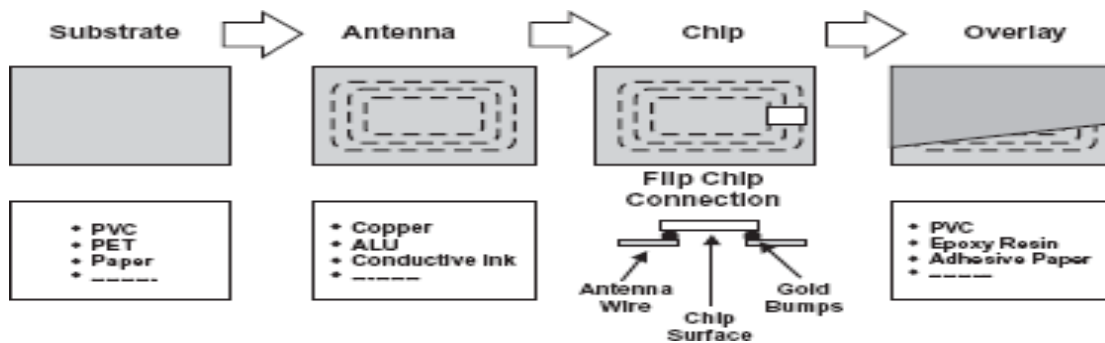 Substrate
Antenna
Chip
Overlay
Flip Chip
Connection
• PVC
• PET
• Paper
• ----------
• Copper
• ALU
• Conductive Ink
• ----------
Antenna
Wire
Chip
Surface
Gold
Bumps
• PVC
• Epoxy Resin
• Adhesive Paper
• ----------